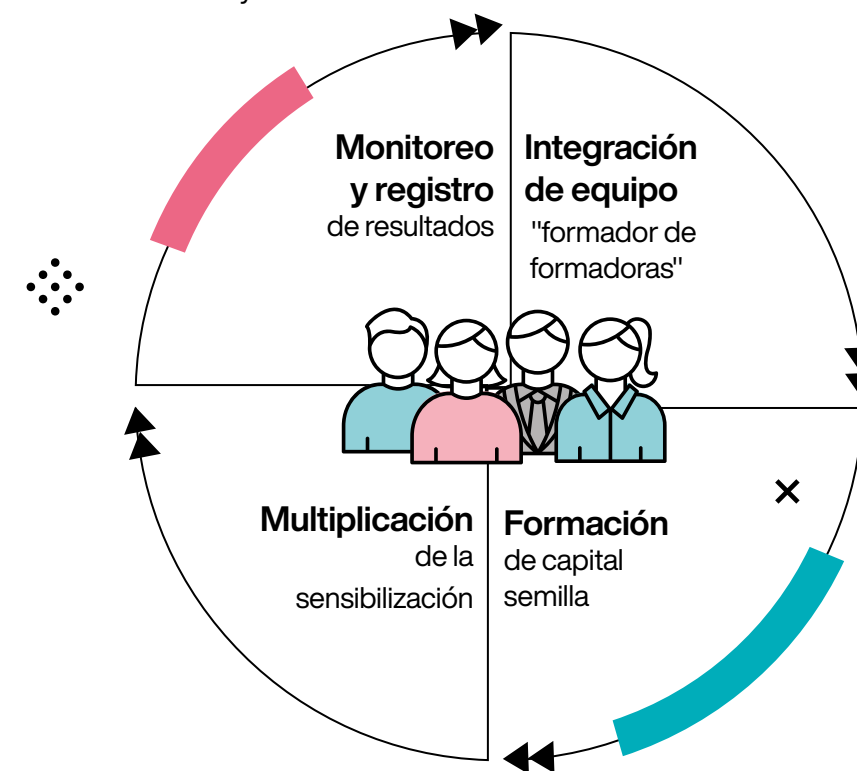 Monitoreo
y registro
de resultados
Integración
de equipo
"formador de
formadoras"
Multiplicación
de la
sensibilización
Formación
de capital
semilla